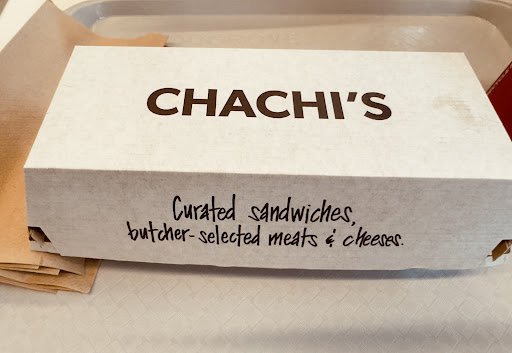 CHACHI'S
Curated sandwiches,
butcher-selected meats & cheeses.